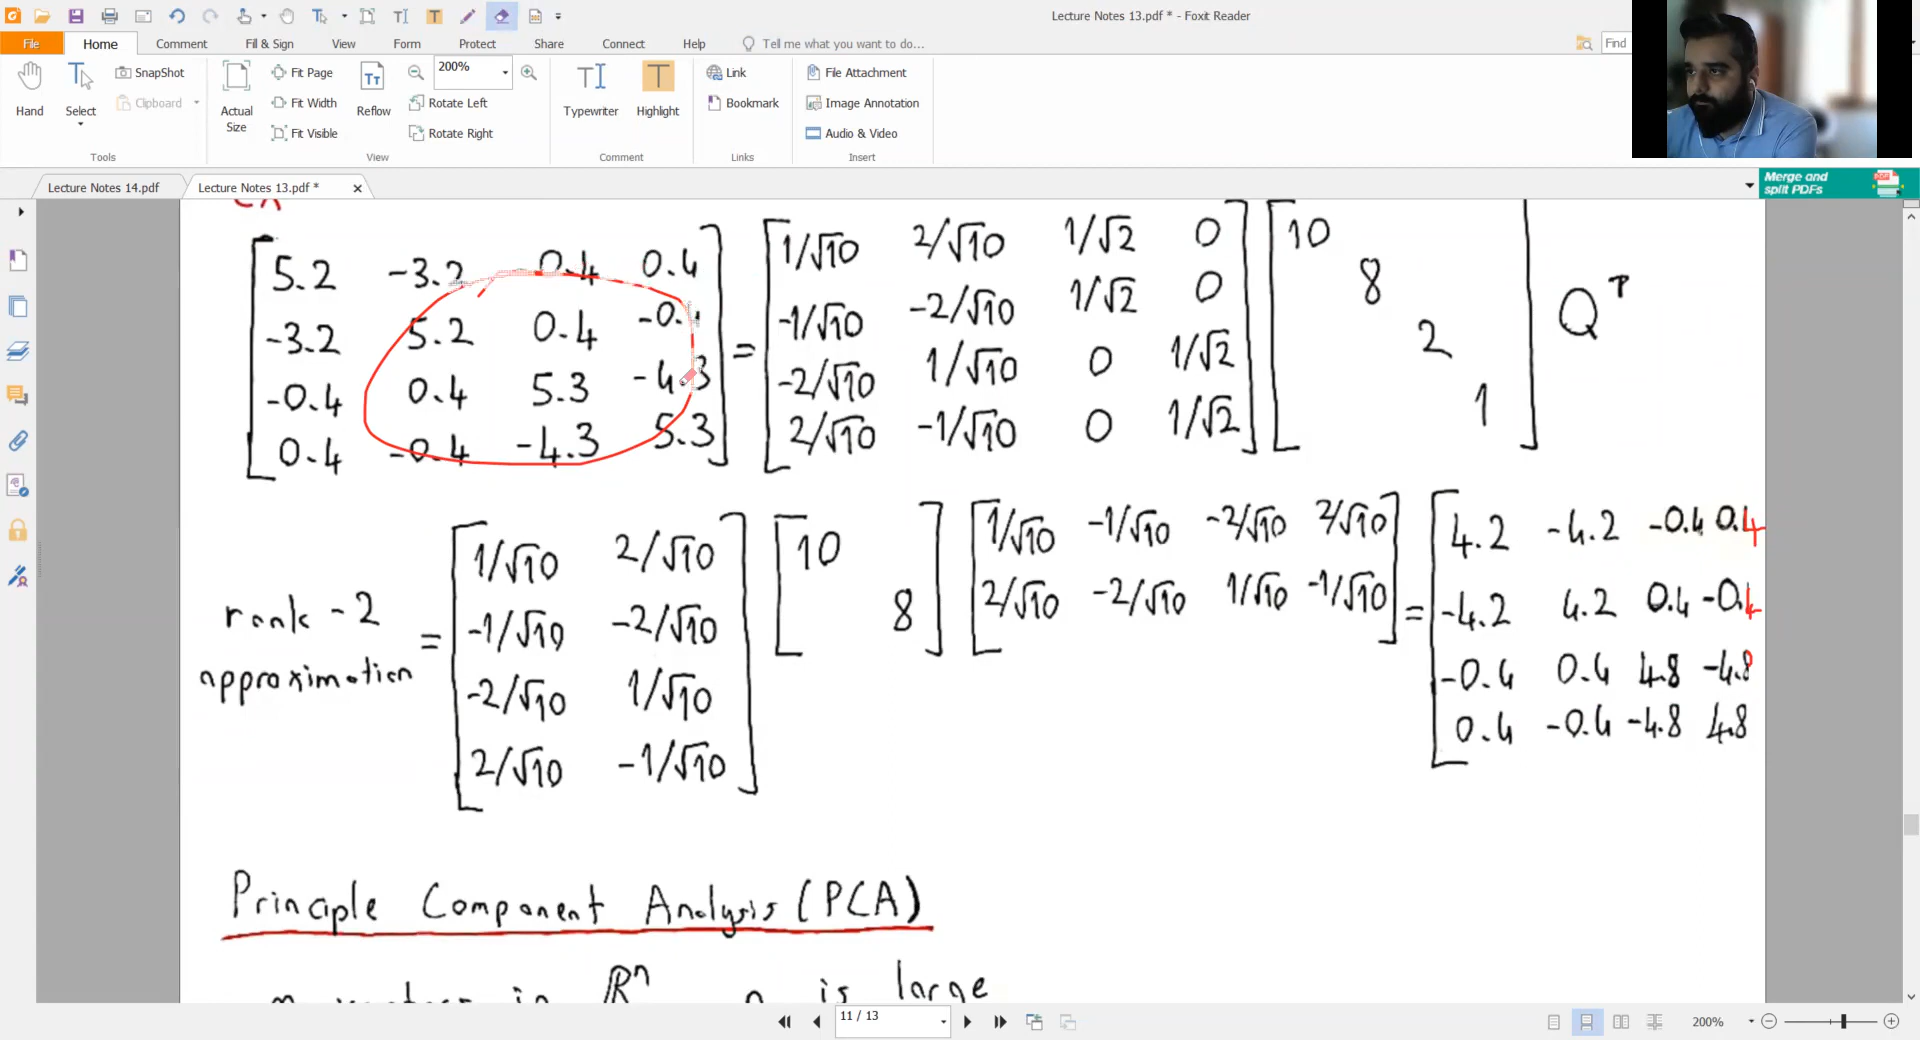 Lecture Notes 13.pdf * - Foxit Reader
File Home Comment Fill & Sign View Form Protect Share Connect Help Tell me what you want to do... Find
Hand Select SnapShot Clipboard Actual Size Fit Page Fit Width Fit Visible Reflow 200% Rotate Left Rotate Right Typewriter Highlight Link Bookmark File Attachment Image Annotation Audio & Video
Tools View Comment Links Insert
Lecture Notes 14.pdf Lecture Notes 13.pdf * Merge and split PDFs
5.2 -3.2 0.4 0.4 1/√10 2/√10 1/√2 0 10
-3.2 5.2 0.4 -0. = -1/√10 -2/√10 1/√2 0 8 Qᵀ
-0.4 0.4 5.3 -4.3 -2/√10 1/√10 0 1/√2 2
0.4 -0.4 -4.3 5.3 2/√10 -1/√10 0 1/√2 1
rank -2 approximation =
1/√10 2/√10
-1/√10 -2/√10
-2/√10 1/√10
2/√10 -1/√10
10
8
1/√10 -1/√10 -2/√10 2/√10
2/√10 -2/√10 1/√10 -1/√10
=
4.2 -4.2 -0.4 0.4
-4.2 4.2 0.4 -0.4
-0.4 0.4 4.8 -4.8
0.4 -0.4 -4.8 4.8
Principle Component Analysis (PCA)
in ℝⁿ n is large
11 / 13 200%